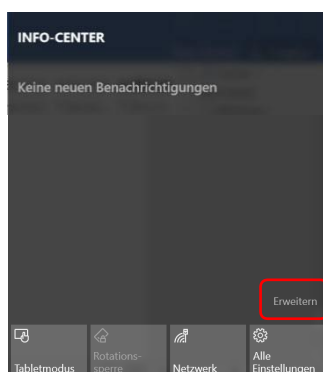 INFO-CENTER
Keine neuen Benachrichtigungen
Erweitern
Tabletmodus
Rotations-
sperre
Netzwerk
Alle
Einstellungen